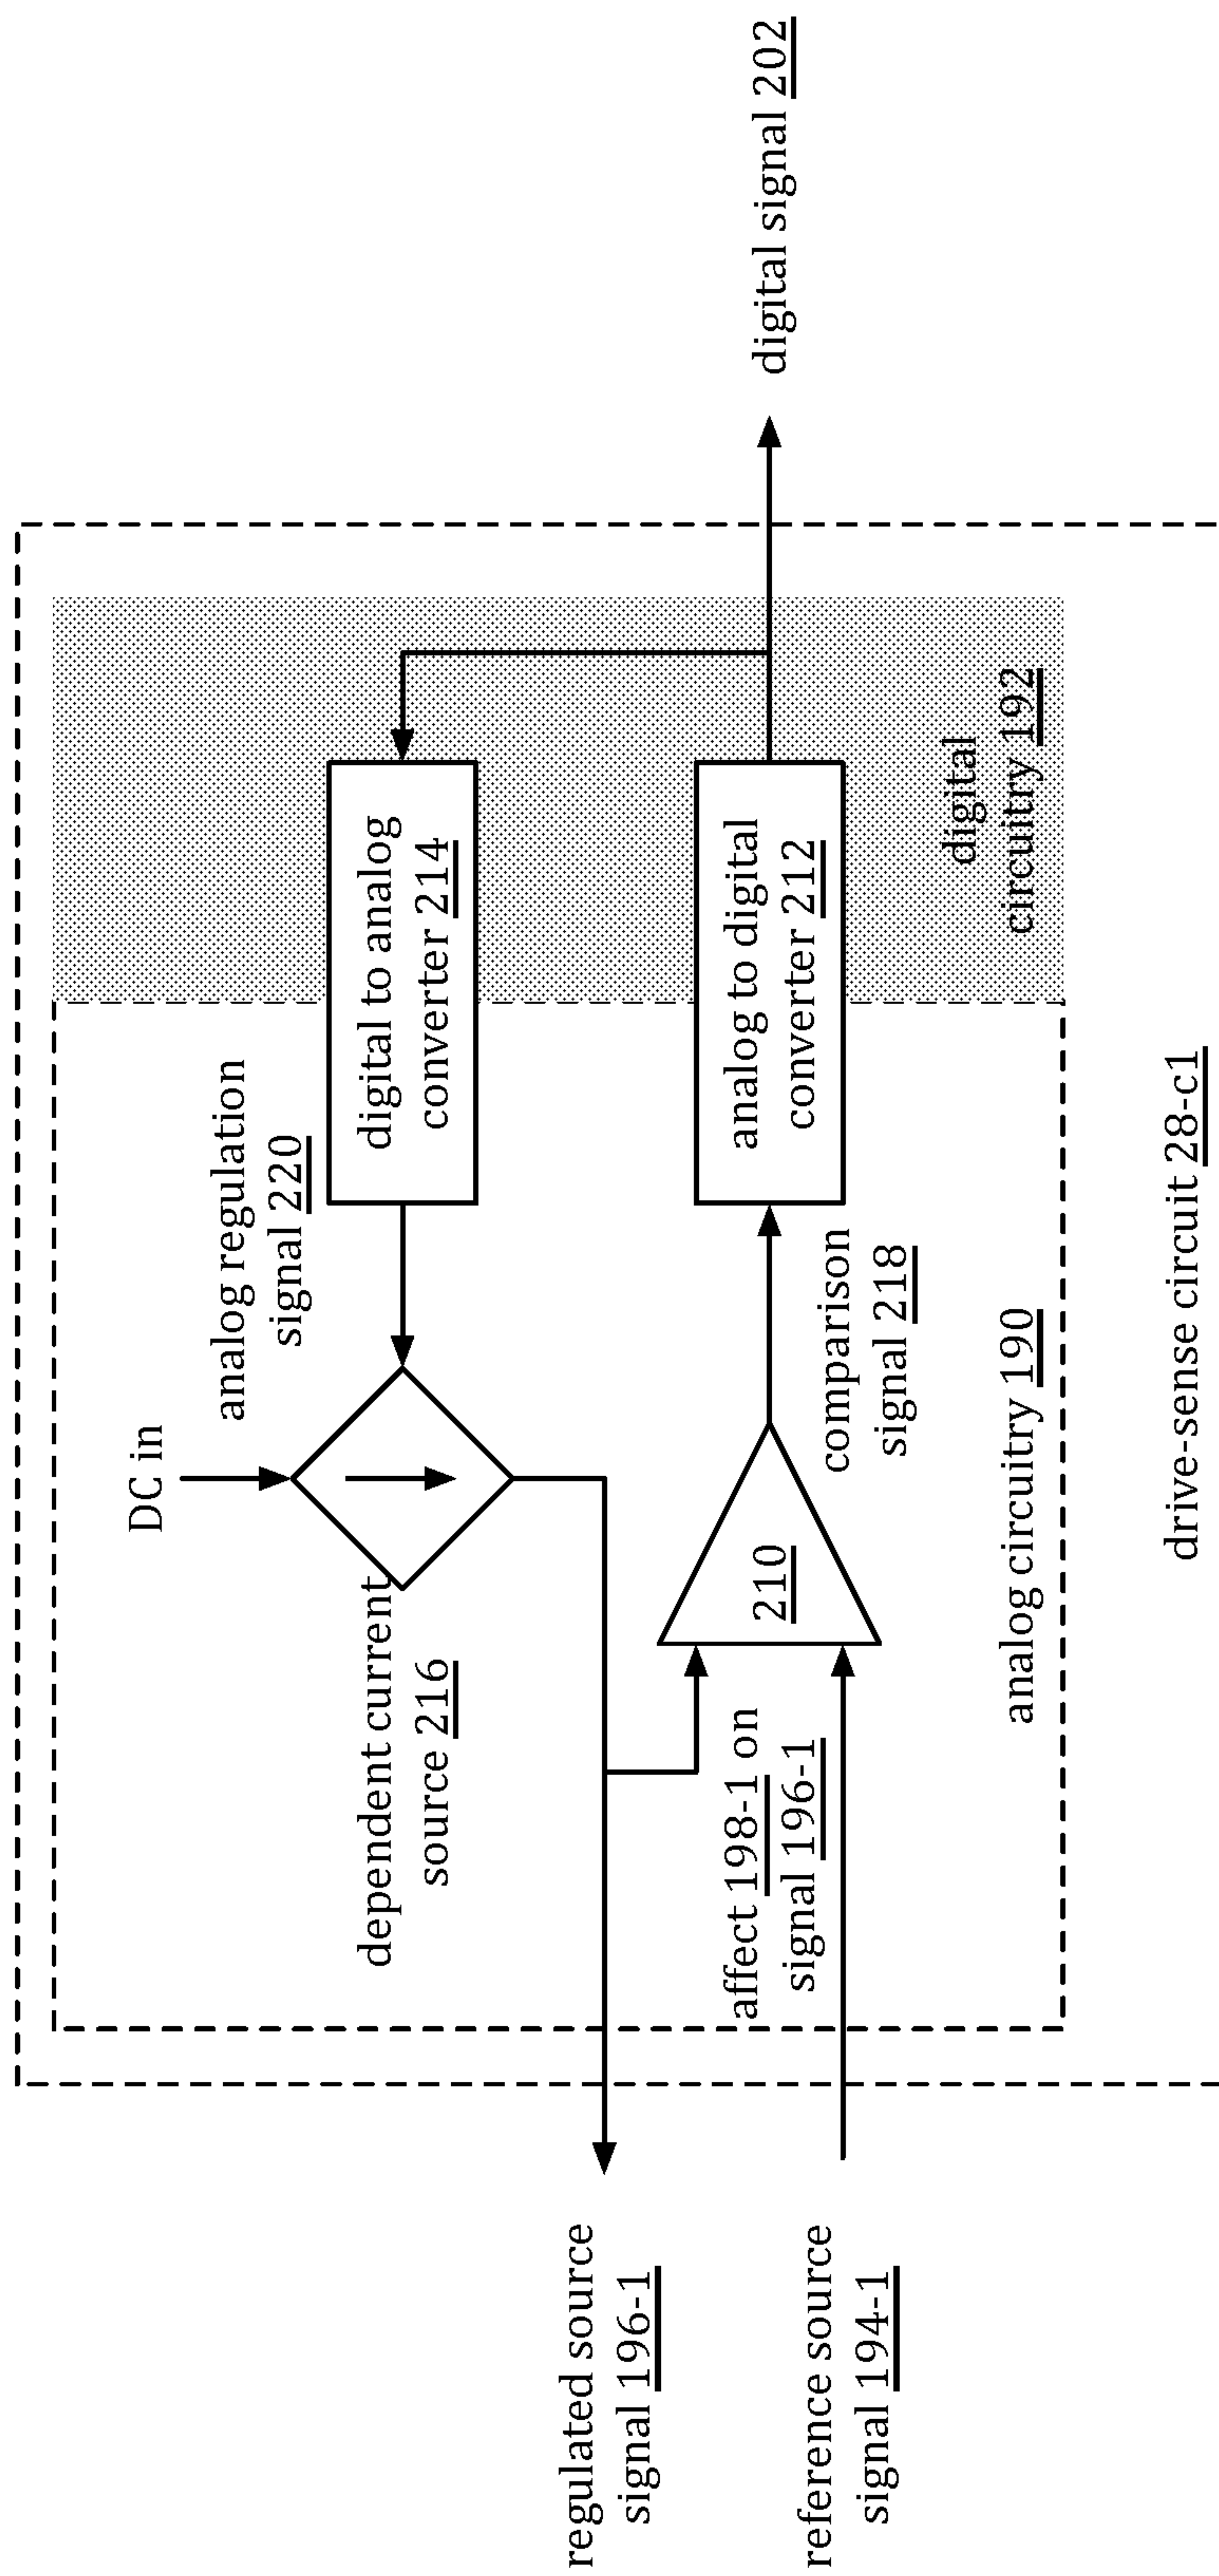 DC in
analog regulation
signal 220
dependent current
source 216
digital to analog
converter 214
regulated source
signal 196-1
affect 198-1 on
signal 196-1
210
comparison
signal 218
analog to digital
converter 212
digital signal 202
reference source
signal 194-1
analog circuitry 190
digital
circuitry 192
drive-sense circuit 28-c1